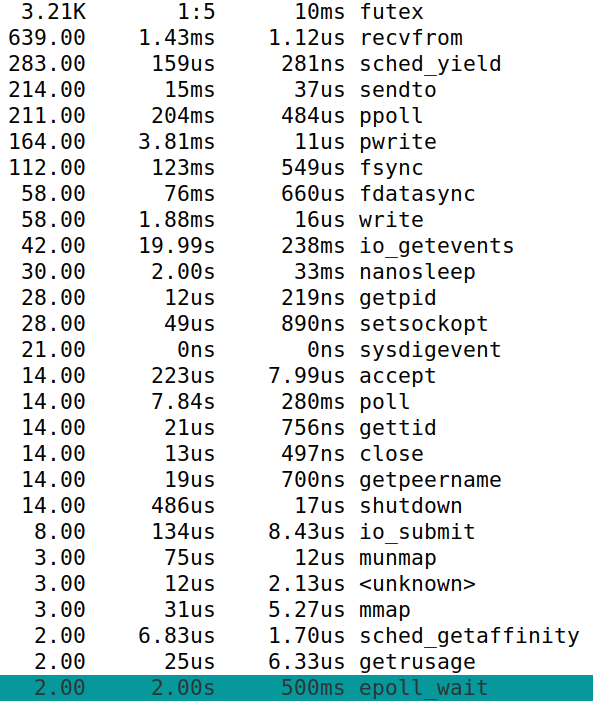 3.21K 1:5 10ms futex
639.00 1.43ms 1.12us recvfrom
283.00 159us 281ns sched_yield
214.00 15ms 37us sendto
211.00 204ms 484us ppoll
164.00 3.81ms 11us pwrite
112.00 123ms 549us fsync
58.00 76ms 660us fdatasync
58.00 1.88ms 16us write
42.00 19.99s 238ms io_getevents
30.00 2.00s 33ms nanosleep
28.00 12us 219ns getpid
28.00 49us 890ns setsockopt
21.00 0ns 0ns sysdigevent
14.00 223us 7.99us accept
14.00 7.84s 280ms poll
14.00 21us 756ns gettid
14.00 13us 497ns close
14.00 19us 700ns getpeername
14.00 486us 17us shutdown
8.00 134us 8.43us io_submit
3.00 75us 12us munmap
3.00 12us 2.13us <unknown>
3.00 31us 5.27us mmap
2.00 6.83us 1.70us sched_getaffinity
2.00 25us 6.33us getrusage
2.00 2.00s 500ms epoll_wait